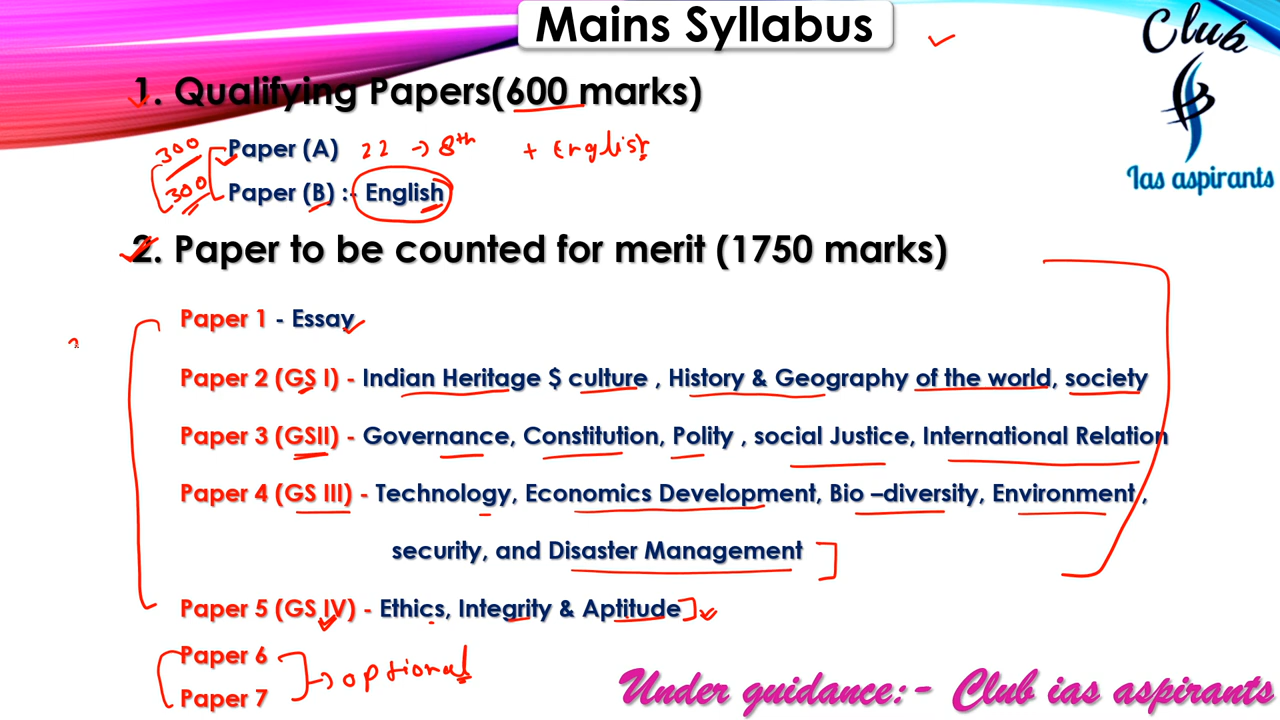 Mains Syllabus
Club
Ias aspirants
1. Qualifying Papers(600 marks)
300 Paper (A) 22 → 8th + English
300 Paper (B) :- English
2. Paper to be counted for merit (1750 marks)
Paper 1 - Essay
Paper 2 (GS I) - Indian Heritage $ culture , History & Geography of the world, society
Paper 3 (GSII) - Governance, Constitution, Polity , social Justice, International Relation
Paper 4 (GS III) - Technology, Economics Development, Bio –diversity, Environment ,
security, and Disaster Management
Paper 5 (GS IV) - Ethics, Integrity & Aptitude
Paper 6
→ optional
Paper 7
Under guidance:- Club ias aspirants